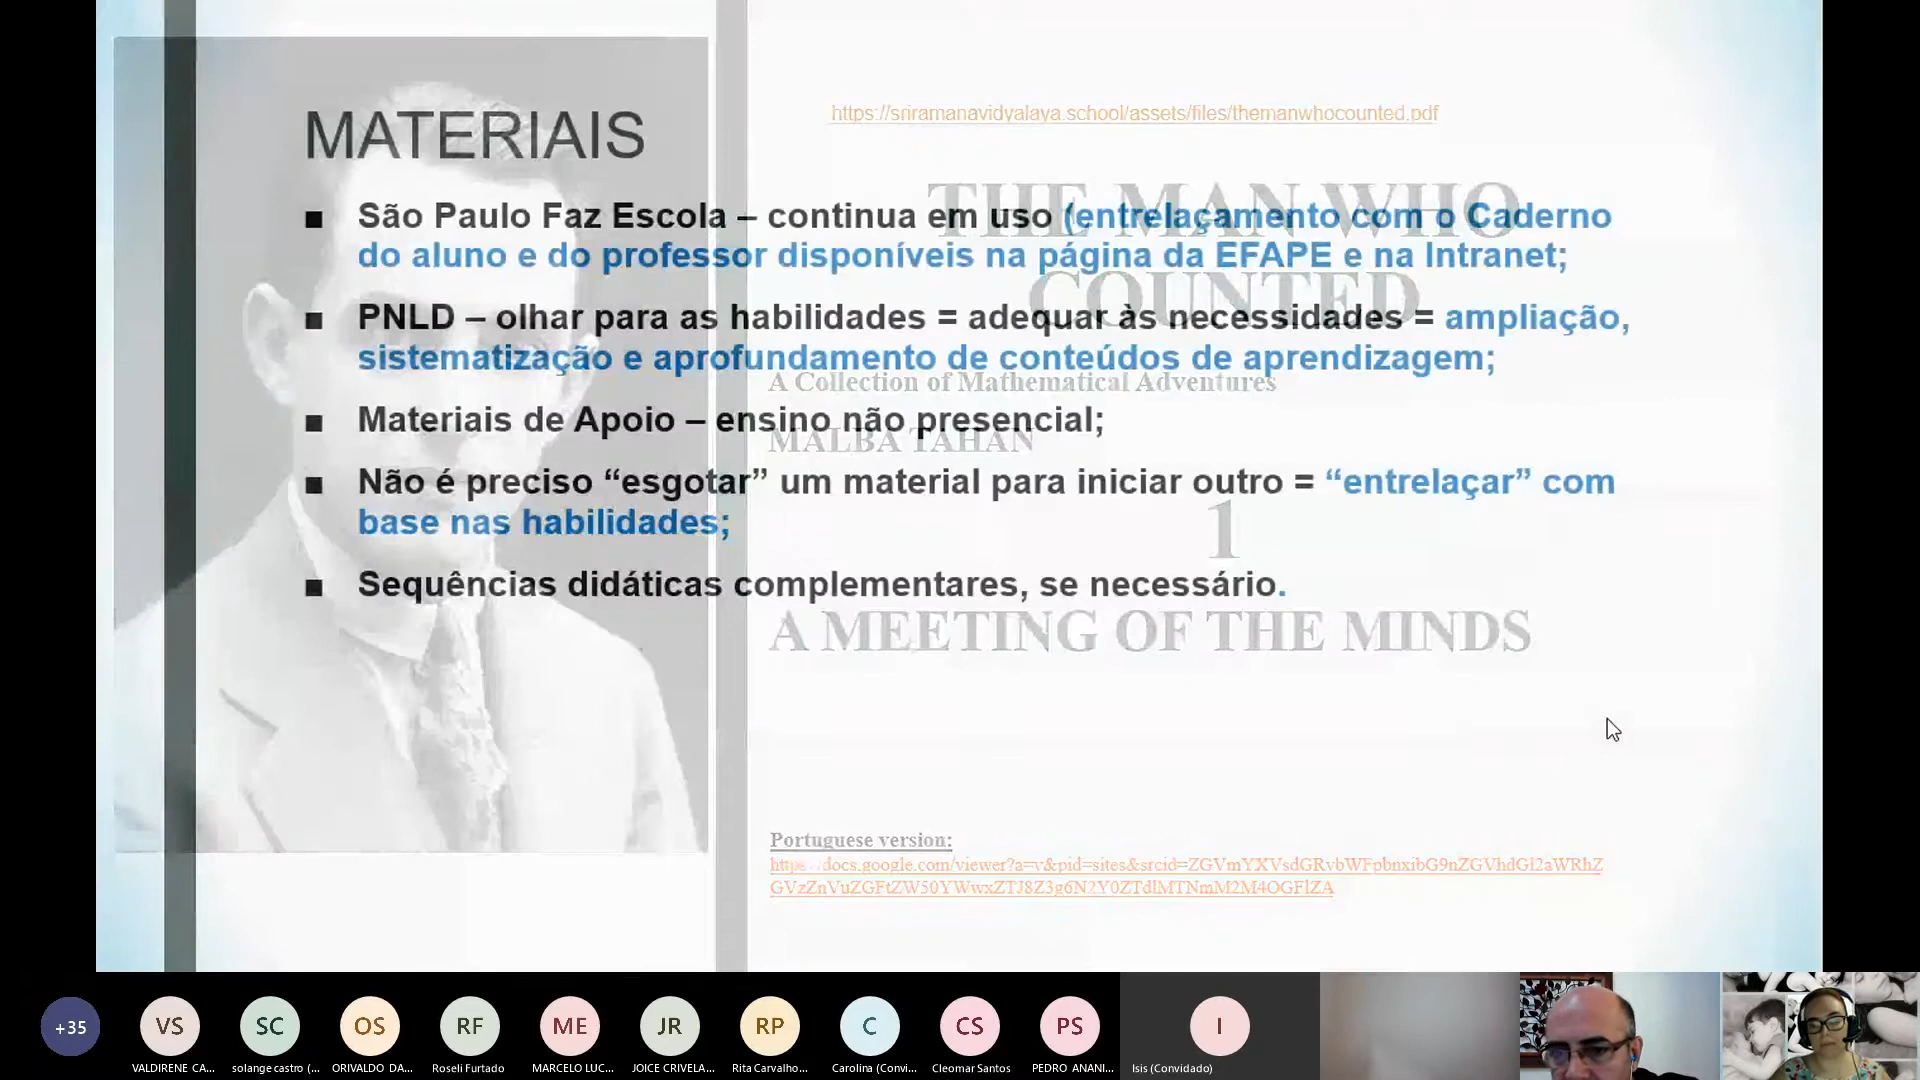 https://sriramanavidyalaya.school/assets/files/themanwhocounted.pdf
MATERIAIS
THE MAN WHO
COUNTED
■ São Paulo Faz Escola – continua em uso (entrelaçamento com o Caderno
do aluno e do professor disponíveis na página da EFAPE e na Intranet;
■ PNLD – olhar para as habilidades = adequar às necessidades = ampliação,
sistematização e aprofundamento de conteúdos de aprendizagem;
A Collection of Mathematical Adventures
■ Materiais de Apoio – ensino não presencial;
MALBA TAHAN
■ Não é preciso “esgotar” um material para iniciar outro = “entrelaçar” com
base nas habilidades;
1
■ Sequências didáticas complementares, se necessário.
A MEETING OF THE MINDS
Portuguese version:
+35
VS
SC
OS
RF
ME
JR
RP
C
CS
PS
I
VALDIRENE CA...
solange castro (...
ORIVALDO DA...
Roseli Furtado
MARCELO LUC...
JOICE CRIVELA...
Rita Carvalho...
Carolina (Convi...
Cleomar Santos
PEDRO ANANI...
Isis (Convidado)